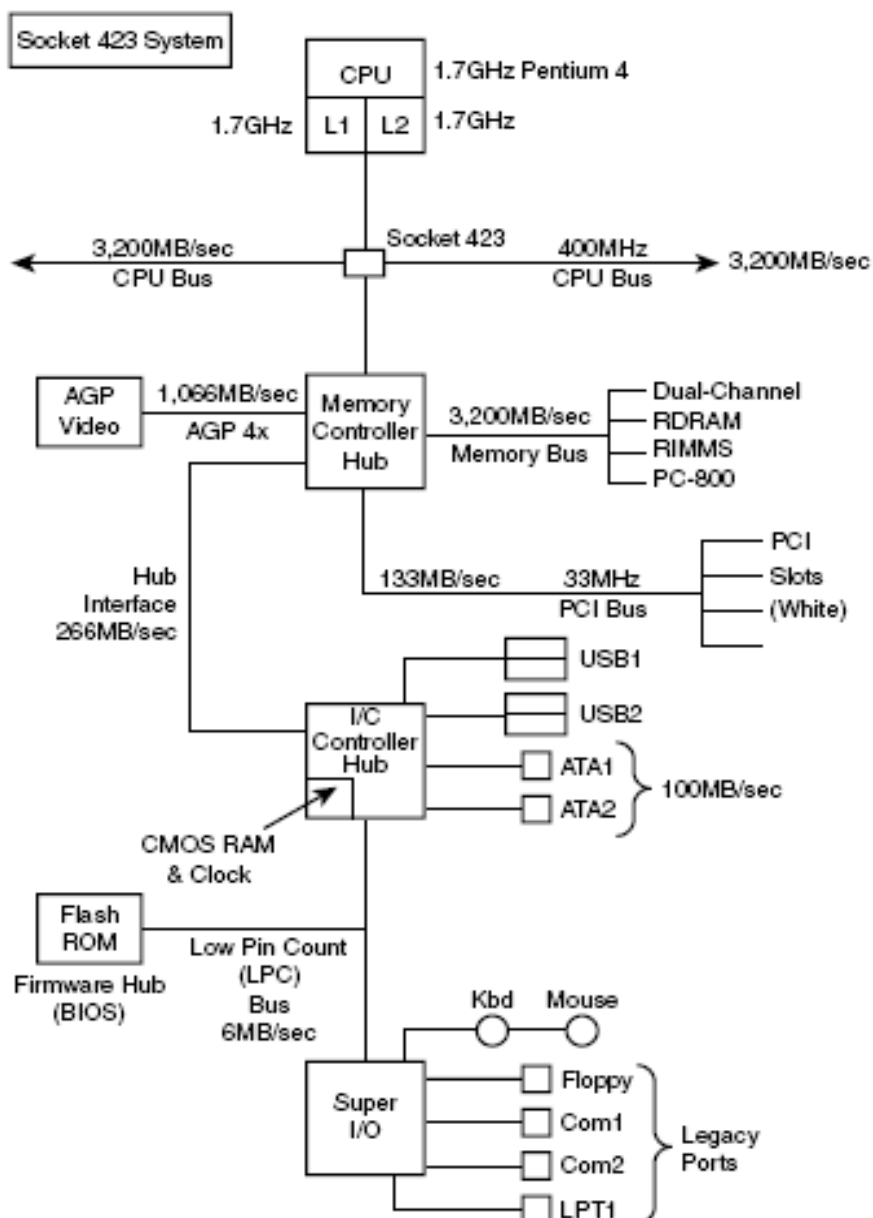 Socket 423 System
CPU
1.7GHz Pentium 4
1.7GHz
L1
L2
1.7GHz
Socket 423
3,200MB/sec
CPU Bus
400MHz
CPU Bus
3,200MB/sec
AGP
Video
1,066MB/sec
AGP 4x
Memory
Controller
Hub
3,200MB/sec
Memory Bus
Dual-Channel
RDRAM
RIMMS
PC-800
Hub
Interface
266MB/sec
133MB/sec
33MHz
PCI Bus
PCI
Slots
(White)
USB1
USB2
I/C
Controller
Hub
ATA1
ATA2
100MB/sec
CMOS RAM
& Clock
Flash
ROM
Firmware Hub
(BIOS)
Low Pin Count
(LPC)
Bus
6MB/sec
Kbd
Mouse
Super
I/O
Floppy
Com1
Com2
LPT1
Legacy
Ports